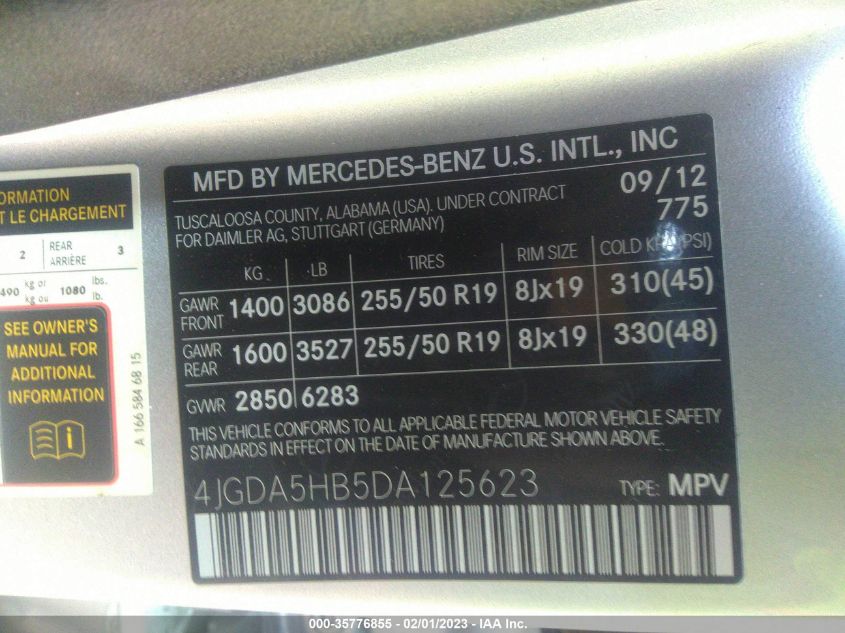 ORMATION
T LE CHARGEMENT
2 REAR ARRIÈRE 3
490 kg or kg ou 1080 lbs. lb.
SEE OWNER'S
MANUAL FOR
ADDITIONAL
INFORMATION
A 166 584 68 15
MFD BY MERCEDES-BENZ U.S. INTL., INC
TUSCALOOSA COUNTY, ALABAMA (USA). UNDER CONTRACT 09/12
FOR DAIMLER AG, STUTTGART (GERMANY) 775
KG LB TIRES RIM SIZE COLD PSI)
GAWR FRONT 1400 3086 255/50 R19 8Jx19 310(45)
GAWR REAR 1600 3527 255/50 R19 8Jx19 330(48)
GVWR 2850 6283
THIS VEHICLE CONFORMS TO ALL APPLICABLE FEDERAL MOTOR VEHICLE SAFETY
STANDARDS IN EFFECT ON THE DATE OF MANUFACTURE SHOWN ABOVE.
4JGDA5HB5DA125623 TYPE: MPV
000-35776855 - 02/01/2023 - IAA Inc.